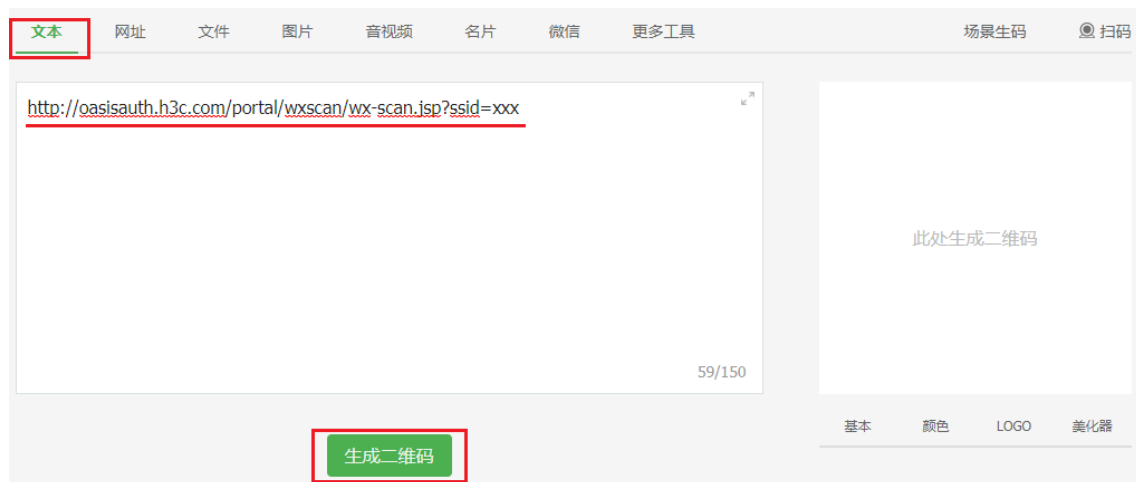 文本 网址 文件 图片 音视频 名片 微信 更多工具 场景生码 扫码
http://oasisauth.h3c.com/portal/wxscan/wx-scan.jsp?ssid=xxx
此处生成二维码
59/150
基本 颜色 LOGO 美化器
生成二维码